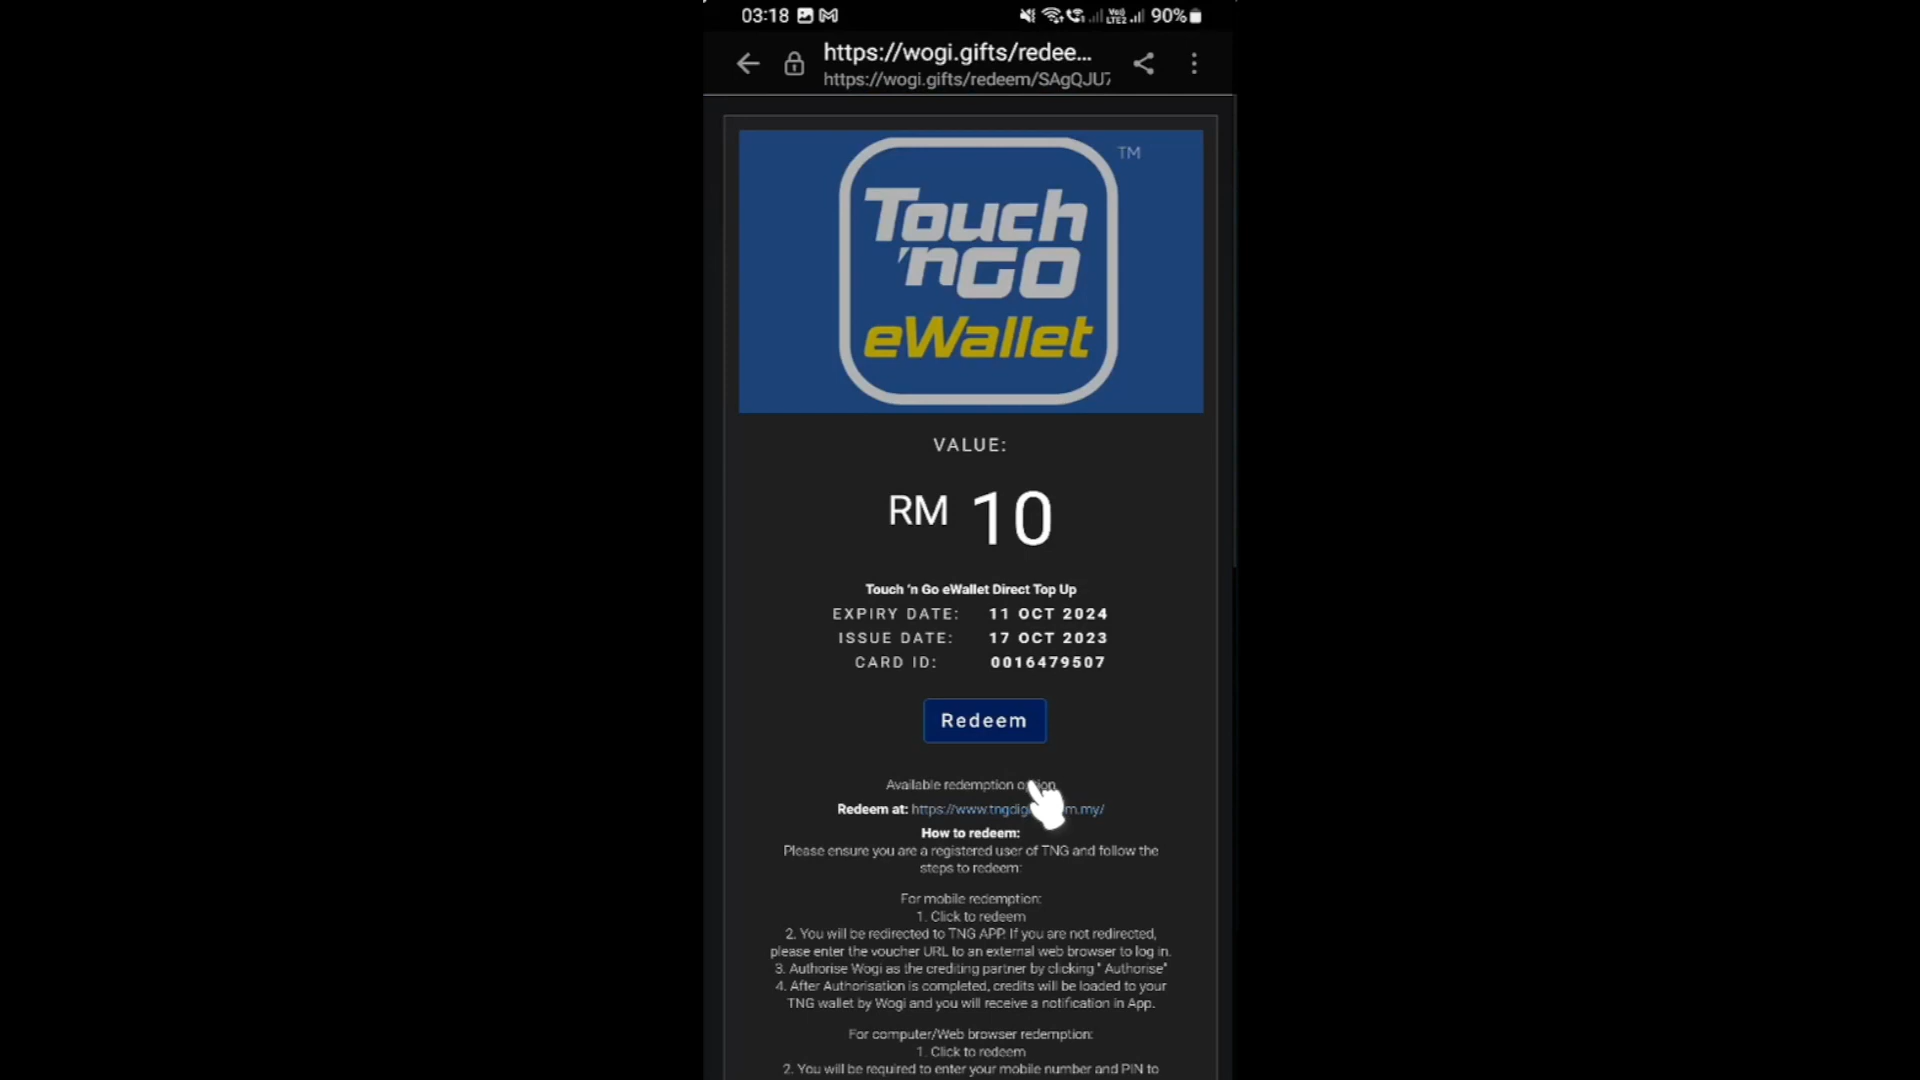 03:18 90%
VoD LTE2
https://wogi.gifts/redee...
https://wogi.gifts/redeem/SAgQJU7
TM
Touch
'nGO
eWallet
VALUE:
RM 10
Touch 'n Go eWallet Direct Top Up
EXPIRY DATE: 11 OCT 2024
ISSUE DATE: 17 OCT 2023
CARD ID: 0016479507
Redeem
Available redemption
Redeem at:
How to redeem:
Please ensure you are a registered user of TNG and follow the
steps to redeem:
For mobile redemption:
1. Click to redeem
2. You will be redirected to TNG APP. If you are not redirected,
please enter the voucher URL to an external web browser to log in.
3. Authorise Wogi as the crediting partner by clicking " Authorise"
4. After Authorisation is completed, credits will be loaded to your
TNG wallet by Wogi and you will receive a notification in App.
For computer/Web browser redemption:
1. Click to redeem
2. You will be required to enter your mobile number and PIN to